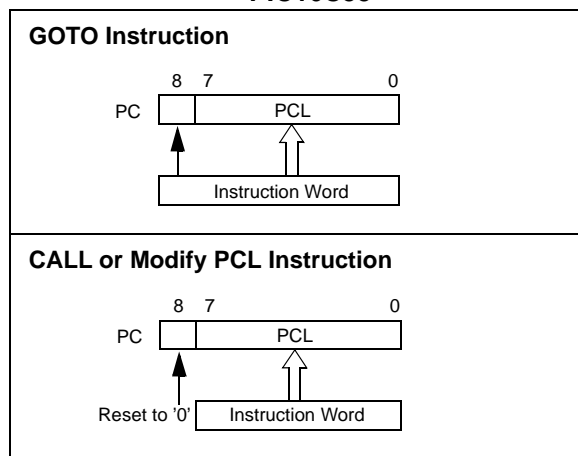 GOTO Instruction
8 7 0
PC PCL
Instruction Word
CALL or Modify PCL Instruction
8 7 0
PC PCL
Reset to '0' Instruction Word